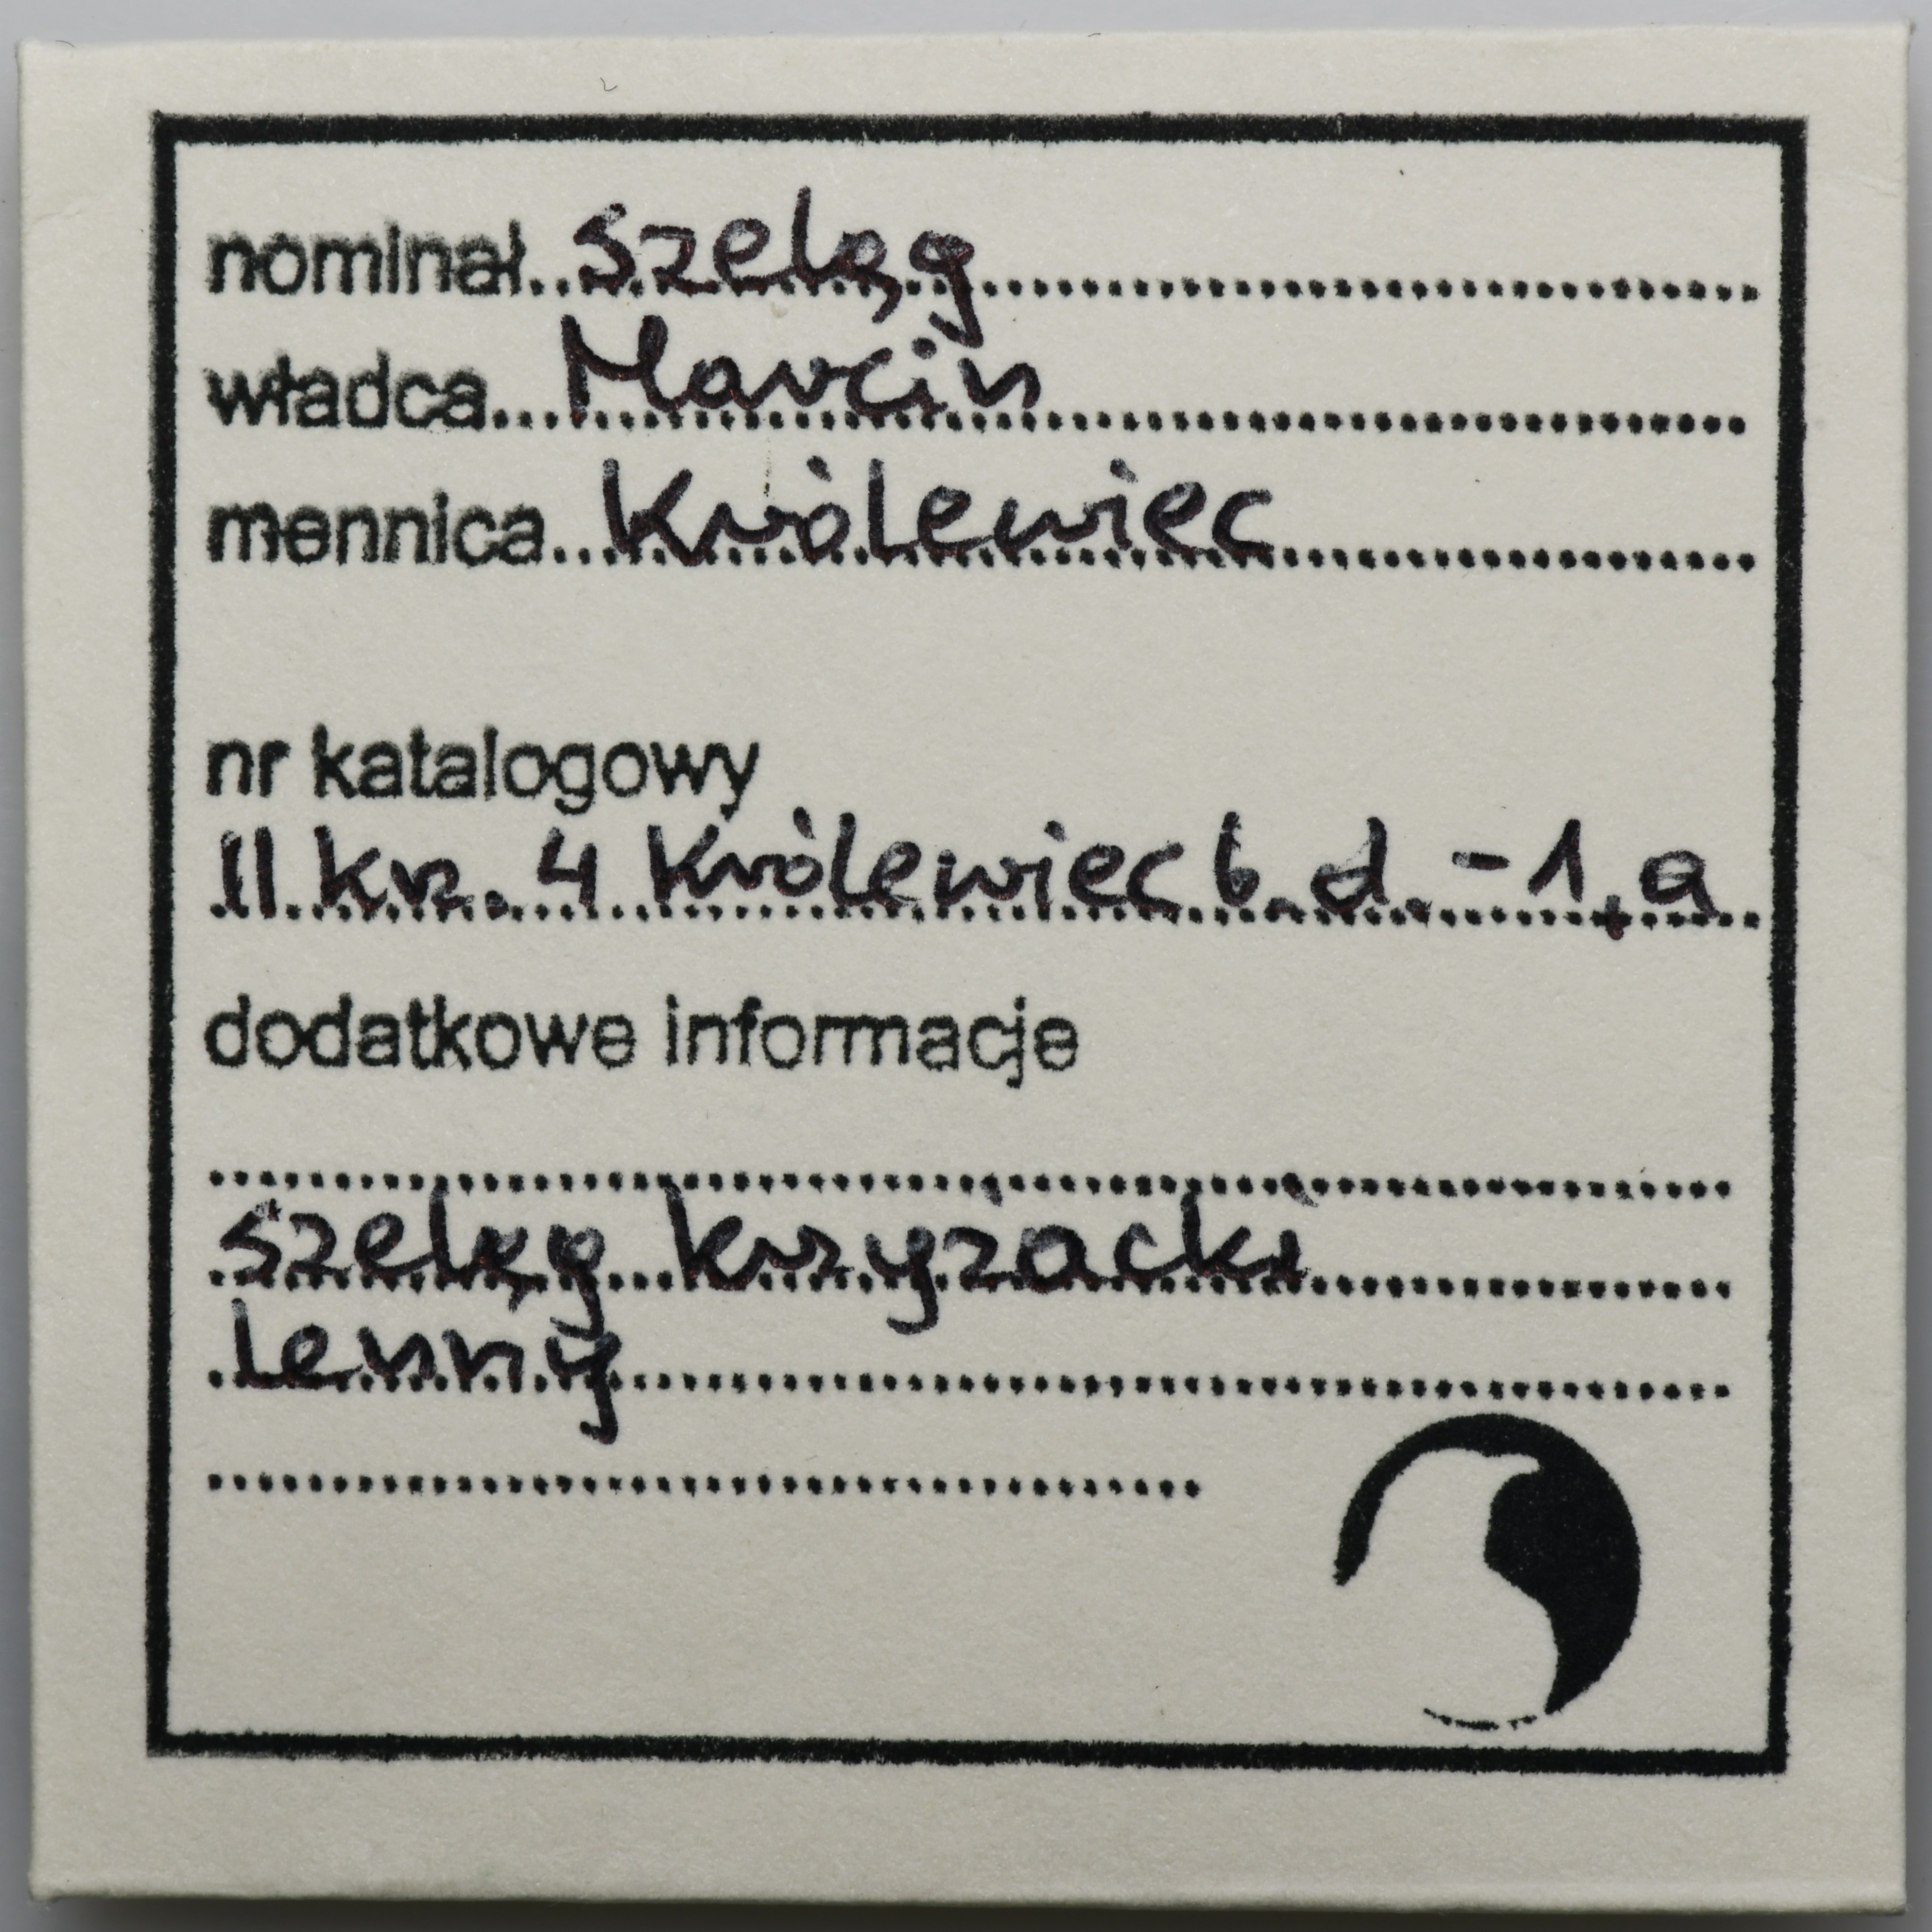 nominał..szeląg
władca...Marcin
mennica...Królewiec
nr katalogowy
II kr. 4 Królewiec b.d. -1,a
dodatkowe informacje
szeląg krzyżacki
lenny